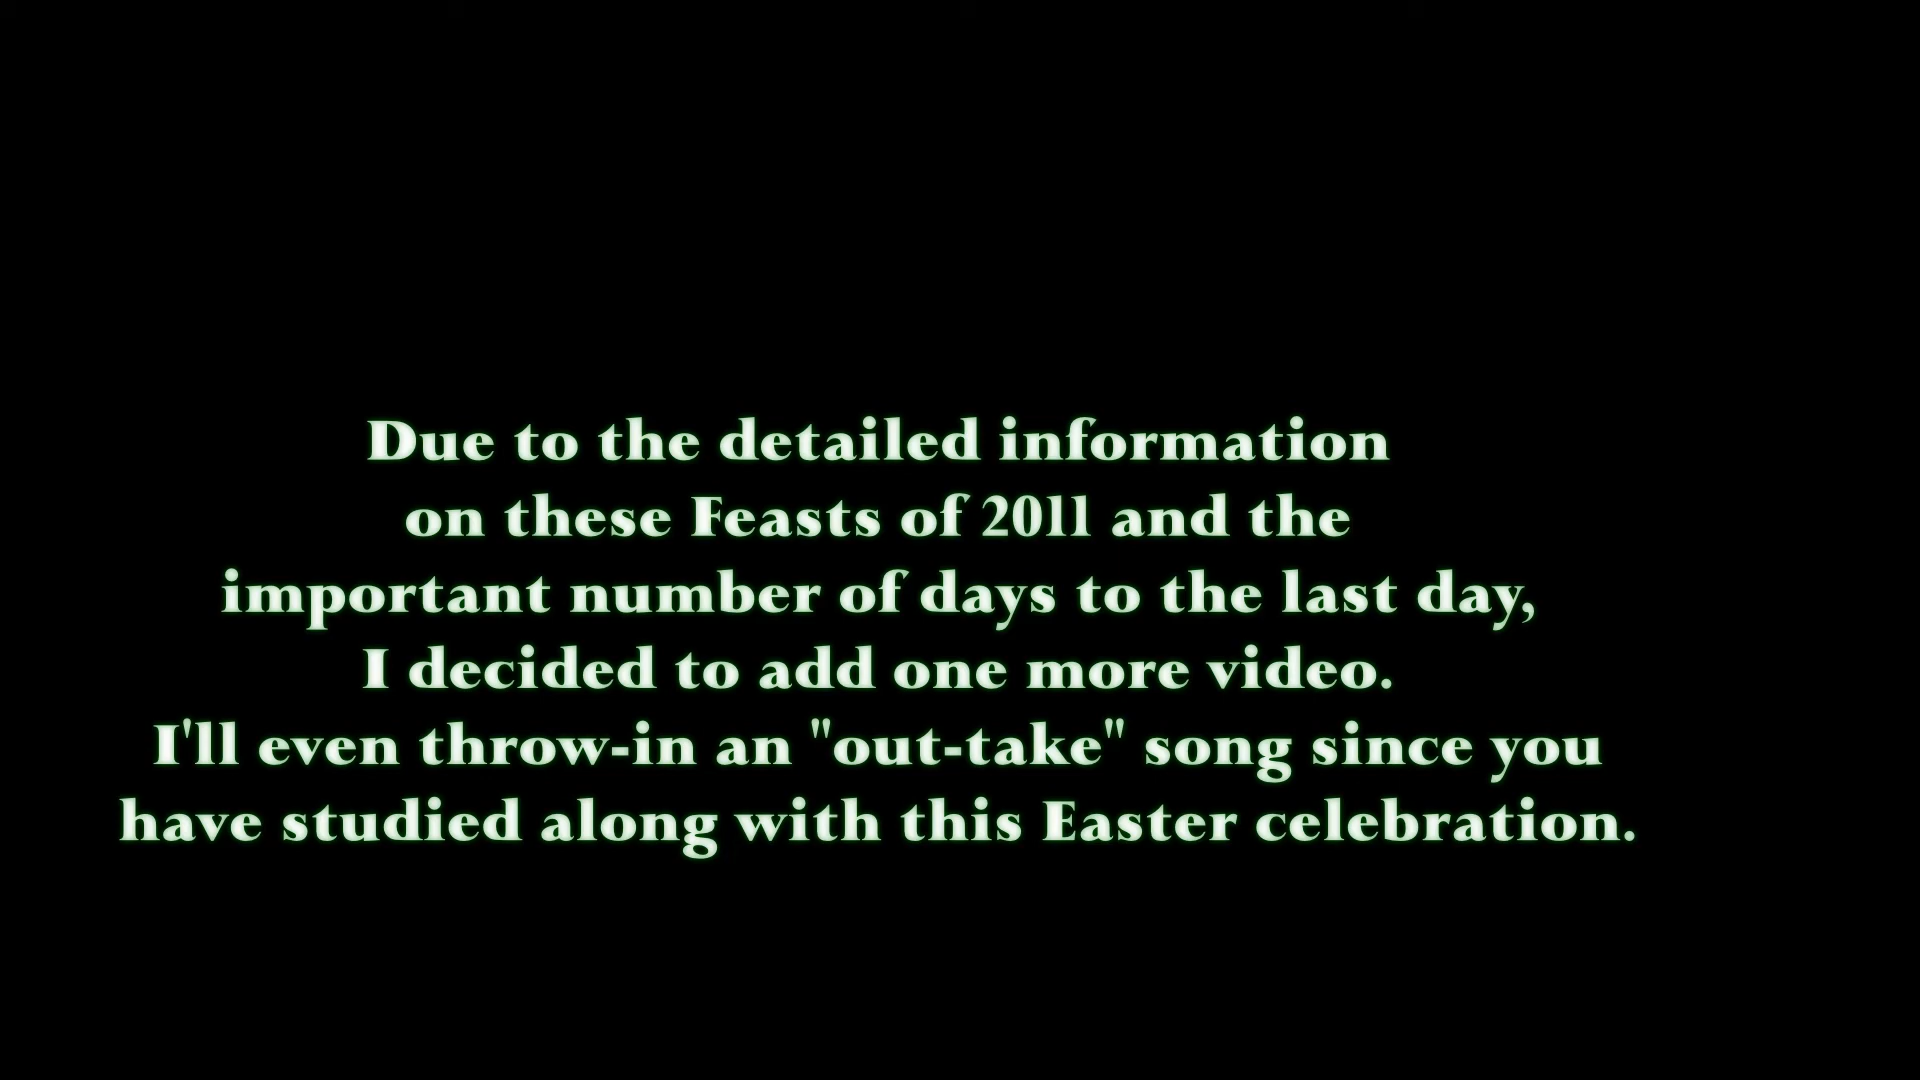 Due to the detailed information
on these Feasts of 2011 and the
important number of days to the last day,
I decided to add one more video.
I'll even throw-in an "out-take" song since you
have studied along with this Easter celebration.